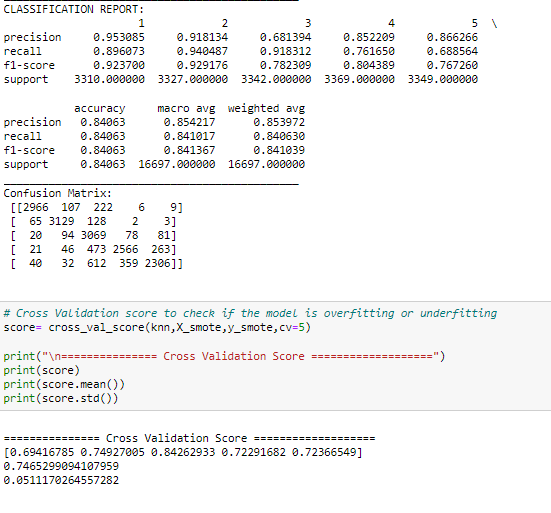 CLASSIFICATION REPORT:
1 2 3 4 5 \
precision 0.953085 0.918134 0.681394 0.852209 0.866266
recall 0.896073 0.940487 0.918312 0.761650 0.688564
f1-score 0.923700 0.929176 0.782309 0.804389 0.767260
support 3310.000000 3327.000000 3342.000000 3369.000000 3349.000000
accuracy macro avg weighted avg
precision 0.84063 0.854217 0.853972
recall 0.84063 0.841017 0.840630
f1-score 0.84063 0.841367 0.841039
support 0.84063 16697.000000 16697.000000
Confusion Matrix:
[[2966 107 222 6 9]
[ 65 3129 128 2 3]
[ 20 94 3069 78 81]
[ 21 46 473 2566 263]
[ 40 32 612 359 2306]]
# Cross Validation score to check if the model is overfitting or underfitting
score= cross_val_score(knn,X_smote,y_smote,cv=5)
print("\n=============== Cross Validation Score ===================")
print(score)
print(score.mean())
print(score.std())
=============== Cross Validation Score ===================
[0.69416785 0.74927005 0.84262933 0.72291682 0.72366549]
0.7465299094107959
0.0511170264557282